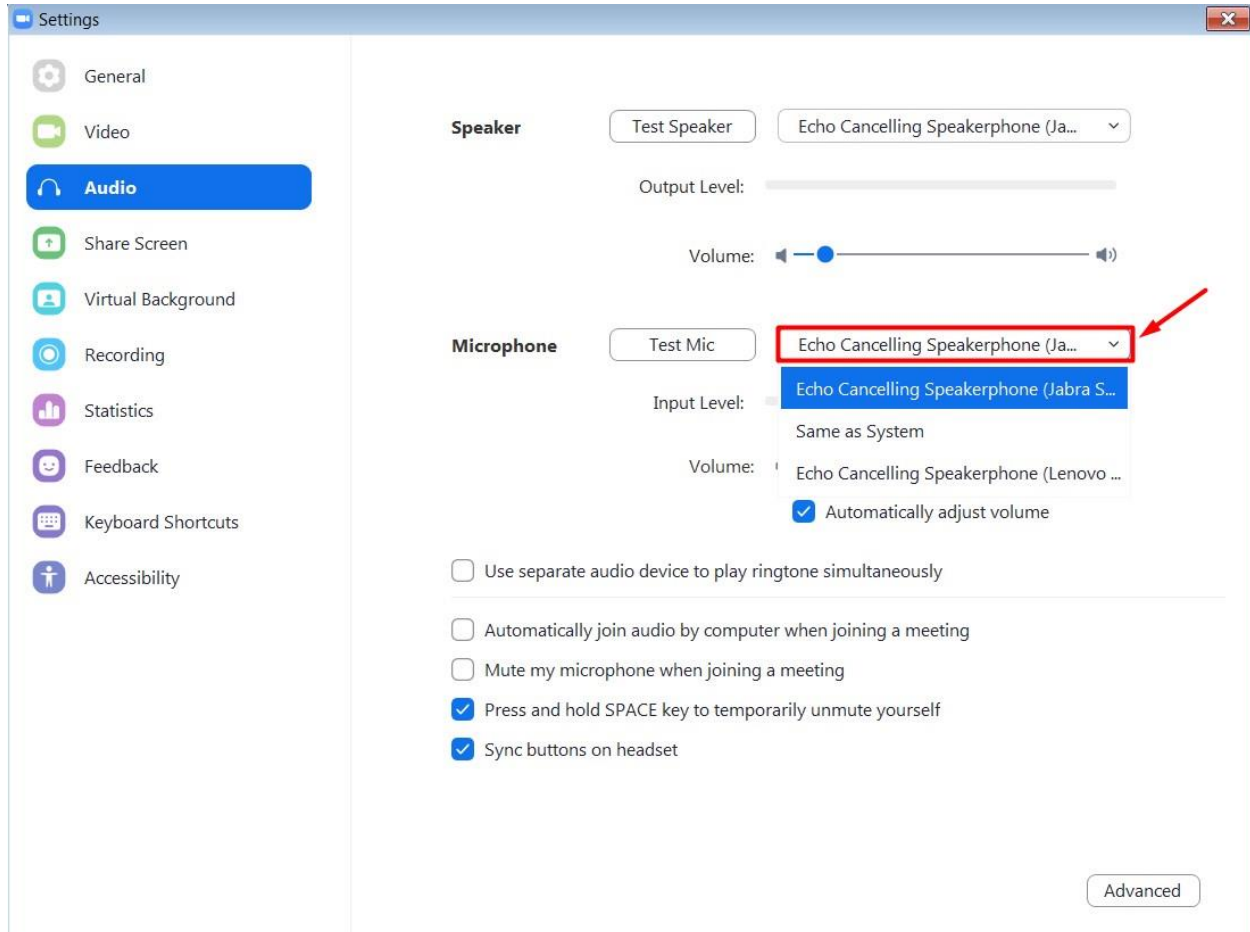 Settings
General
Video
Audio
Share Screen
Virtual Background
Recording
Statistics
Feedback
Keyboard Shortcuts
Accessibility
Speaker Test Speaker Echo Cancelling Speakerphone (Ja...
Output Level:
Volume:
Microphone Test Mic Echo Cancelling Speakerphone (Ja...
Echo Cancelling Speakerphone (Jabra S...
Input Level:
Same as System
Volume:
Echo Cancelling Speakerphone (Lenovo ...
Automatically adjust volume
Use separate audio device to play ringtone simultaneously
Automatically join audio by computer when joining a meeting
Mute my microphone when joining a meeting
Press and hold SPACE key to temporarily unmute yourself
Sync buttons on headset
Advanced